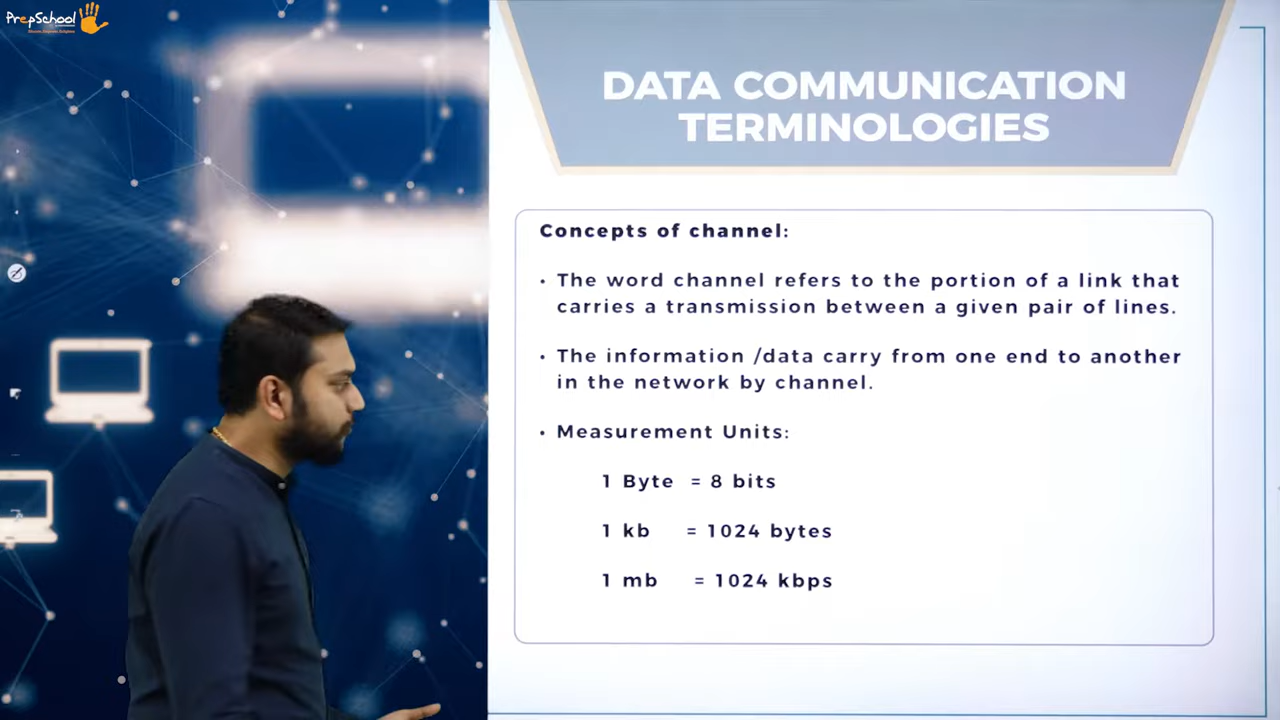 PrepSchool
DATA COMMUNICATION
TERMINOLOGIES
Concepts of channel:
• The word channel refers to the portion of a link that
carries a transmission between a given pair of lines.
• The information /data carry from one end to another
in the network by channel.
• Measurement Units:
1 Byte = 8 bits
1 kb = 1024 bytes
1 mb = 1024 kbps